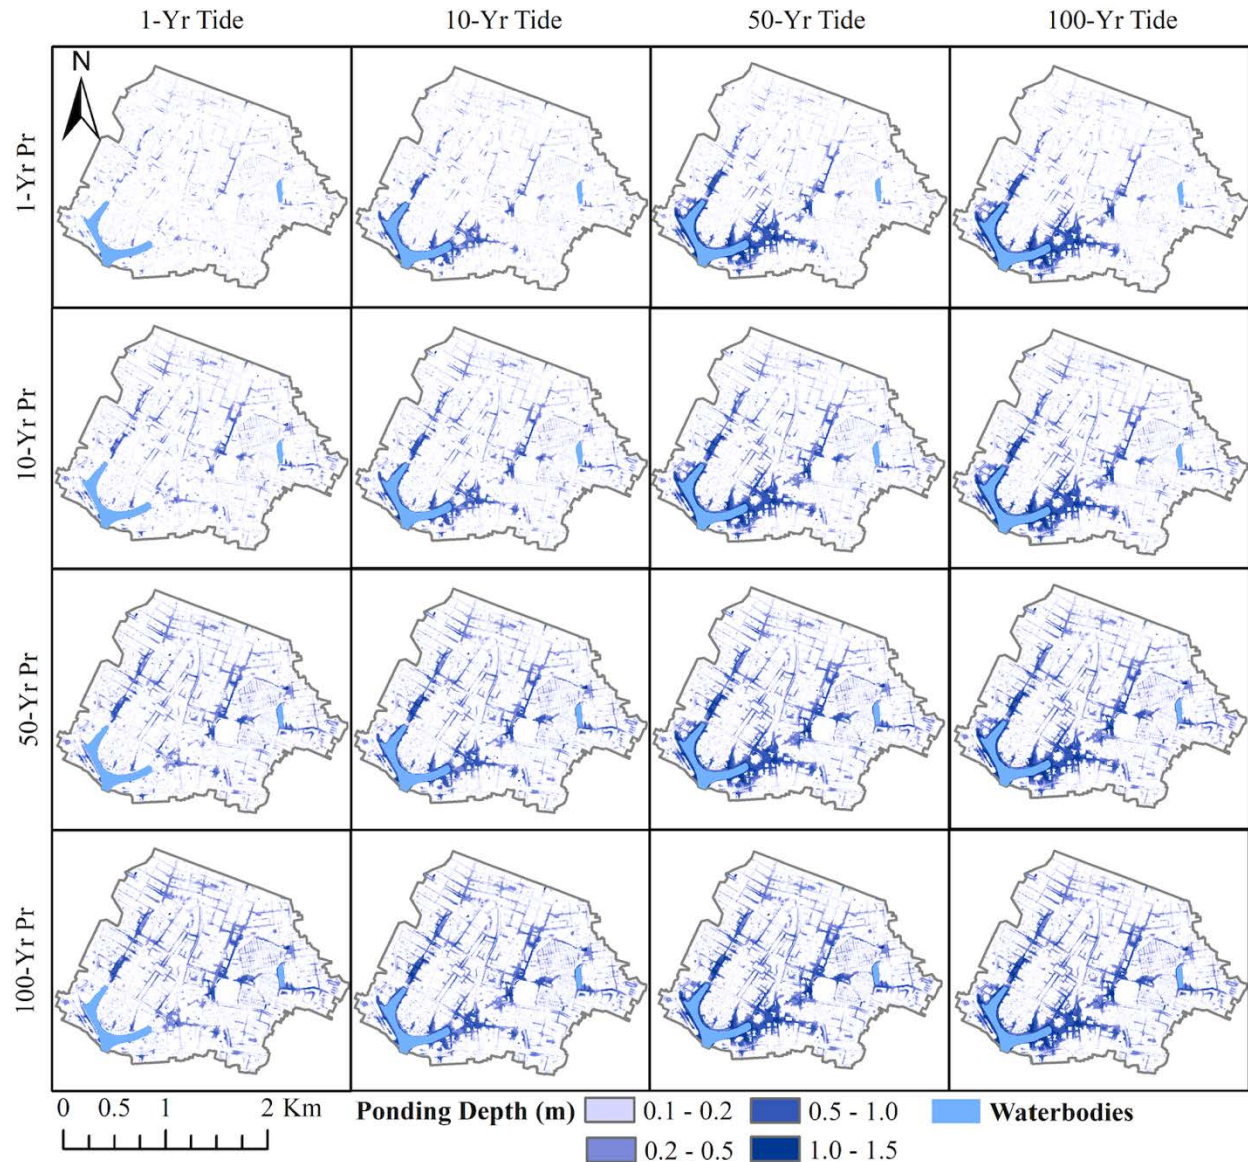 1-Yr Tide 10-Yr Tide 50-Yr Tide 100-Yr Tide
N
1-Yr Pr
10-Yr Pr
50-Yr Pr
100-Yr Pr
0 0.5 1 2 Km
Ponding Depth (m) 0.1 - 0.2 0.5 - 1.0 Waterbodies
0.2 - 0.5 1.0 - 1.5